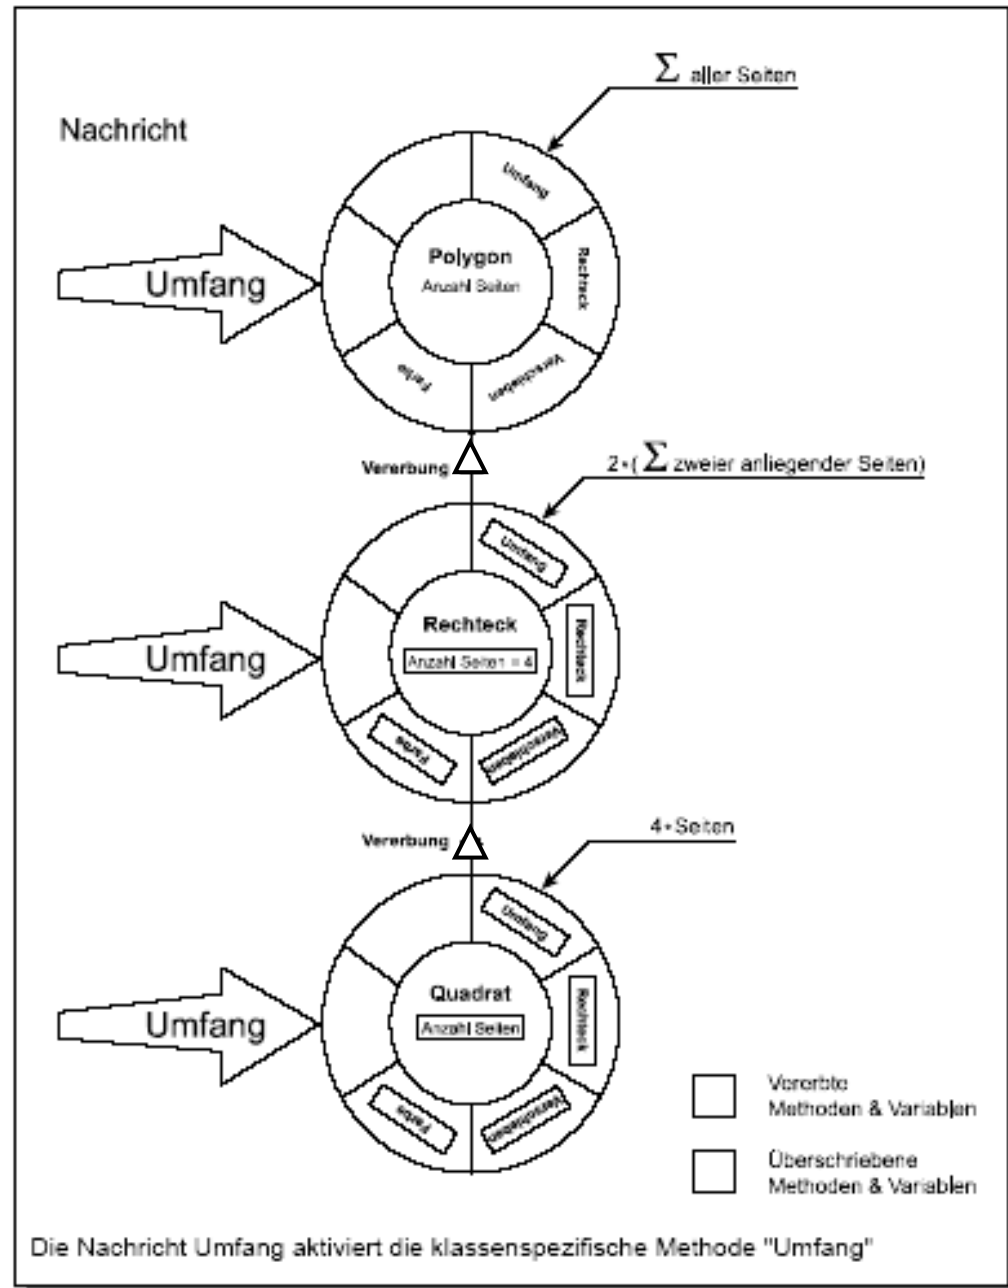 Σ aller Seiten
Nachricht
Umfang
Umfang
Polygon
Anzahl Seiten
Rechteck
Verschieben
Farbe
Vererbung
2*(Σ zweier anliegender Seiten)
Umfang
Umfang
Rechteck
Anzahl Seiten = 4
Rechteck
Verschieben
Farbe
Vererbung
4*Seiten
Umfang
Umfang
Quadrat
Anzahl Seiten
Rechteck
Verschieben
Farbe
Vererbte
Methoden & Variablen
Überschriebene
Methoden & Variablen
Die Nachricht Umfang aktiviert die klassenspezifische Methode "Umfang"